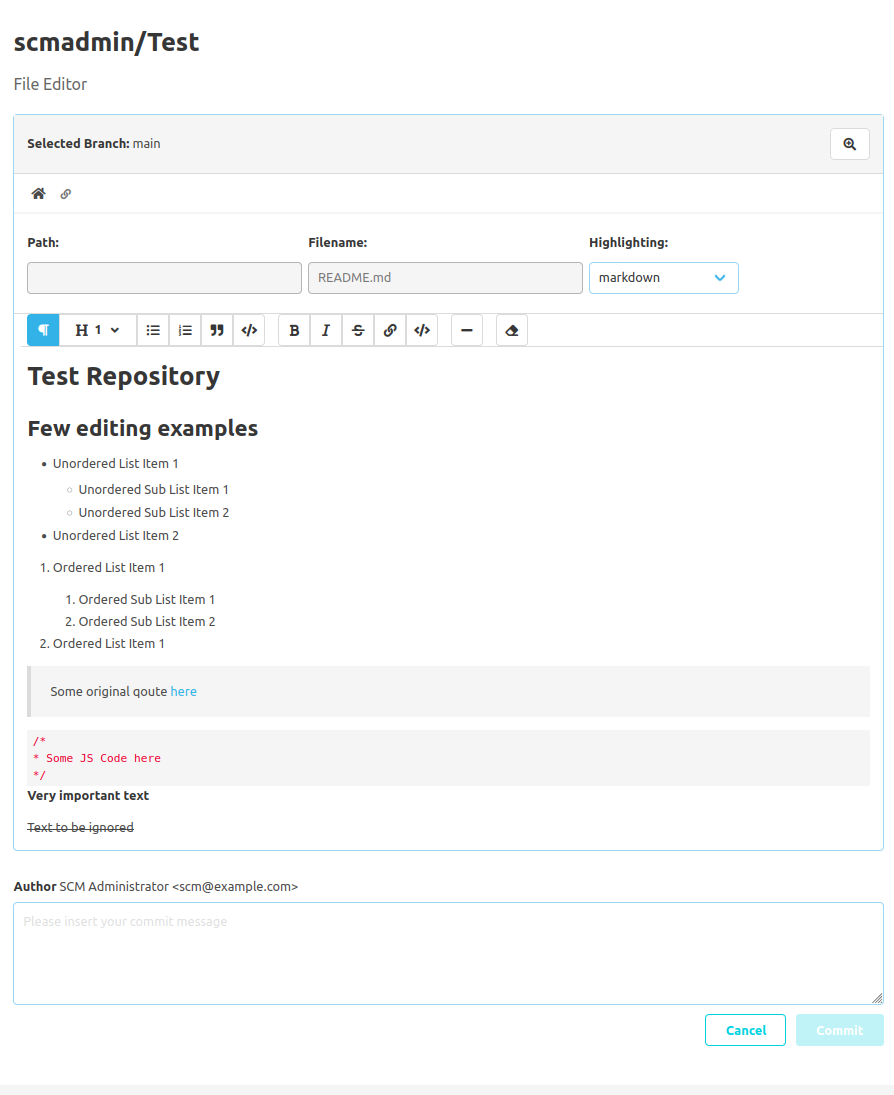 scmadmin/Test
File Editor
Selected Branch: main
Path: Filename: Highlighting:
README.md markdown
H 1 B I S
Test Repository
Few editing examples
• Unordered List Item 1
○ Unordered Sub List Item 1
○ Unordered Sub List Item 2
• Unordered List Item 2
1. Ordered List Item 1
1. Ordered Sub List Item 1
2. Ordered Sub List Item 2
2. Ordered List Item 1
Some original qoute here
/*
* Some JS Code here
*/
Very important text
Text to be ignored
Author SCM Administrator <scm@example.com>
Please insert your commit message
Cancel Commit